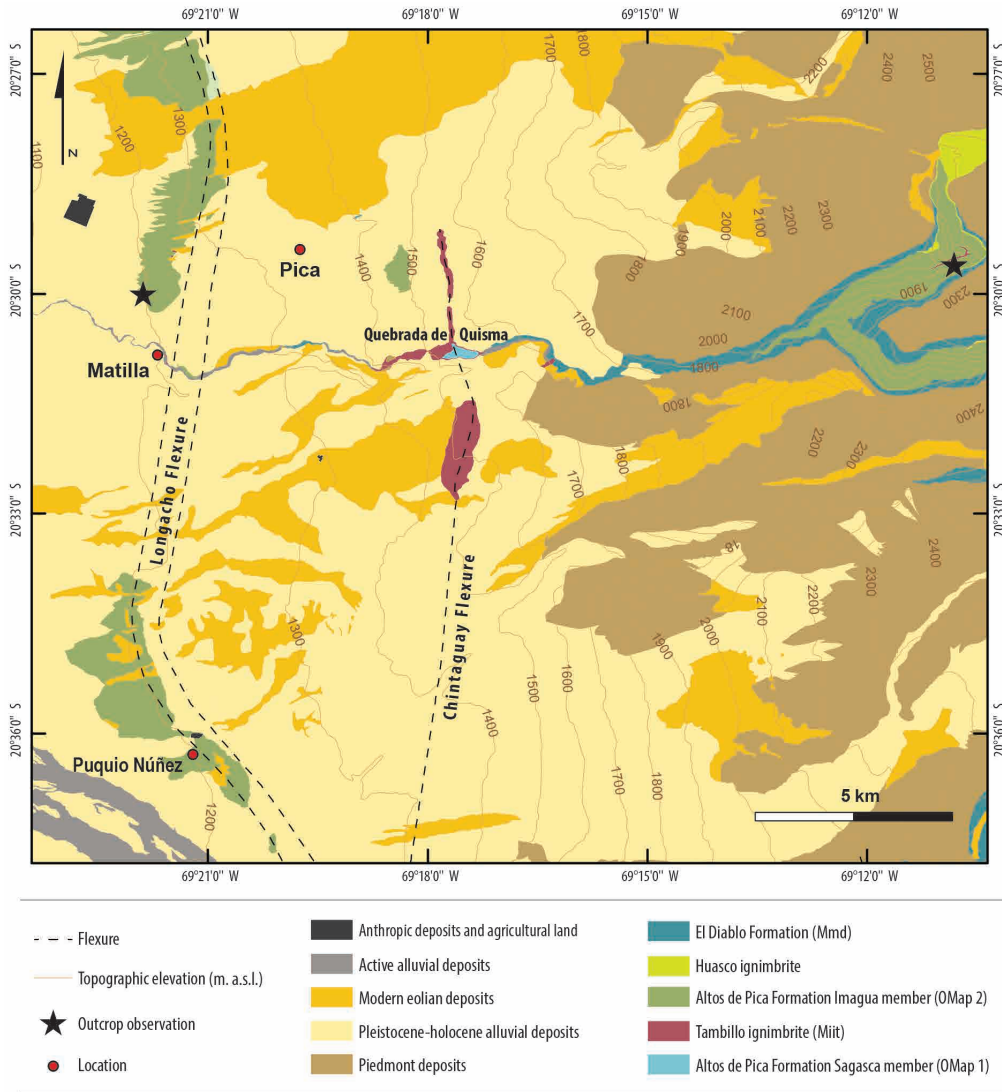 69°21'0" W
69°18'0" W
69°15'0" W
69°12'0" W
20°27'0" S
20°27'0" S
1700
1800
2200
2400
2500
1300
1200
1100
N
2000
2100
2200
2300
1900
1800
1600
1500
1400
Pica
1700
2100
2000
1900
2300
20°30'0" S
20°30'0" S
Quebrada de Quisma
Matilla
1800
1800
2400
2200
2300
1800
1700
Longacho Flexure
20°33'0" S
20°33'0" S
18
2400
2300
2200
2100
2000
1900
1300
Chintaguay Flexure
1600
1500
1400
20°36'0" S
20°36'0" S
Puquio Núñez
1700
1800
1200
5 km
69°21'0" W
69°18'0" W
69°15'0" W
69°12'0" W
Flexure
Topographic elevation (m. a.s.l.)
Outcrop observation
Location
Anthropic deposits and agricultural land
Active alluvial deposits
Modern eolian deposits
Pleistocene-holocene alluvial deposits
Piedmont deposits
El Diablo Formation (Mmd)
Huasco ignimbrite
Altos de Pica Formation Imagua member (OMap 2)
Tambillo ignimbrite (Miit)
Altos de Pica Formation Sagasca member (OMap 1)